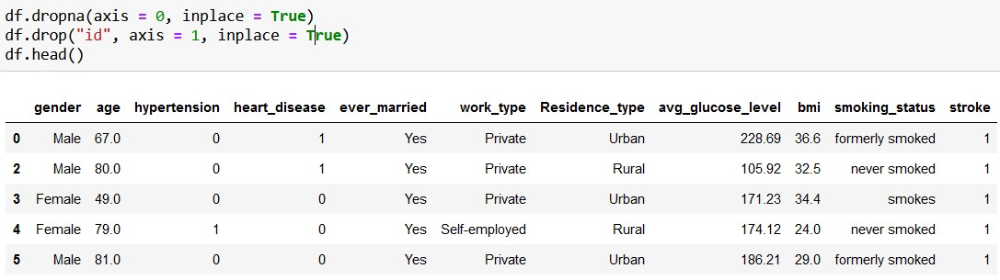 df.dropna(axis = 0, inplace = True)
df.drop("id", axis = 1, inplace = True)
df.head()
gender age hypertension heart_disease ever_married work_type Residence_type avg_glucose_level bmi smoking_status stroke
0 Male 67.0 0 1 Yes Private Urban 228.69 36.6 formerly smoked 1
2 Male 80.0 0 1 Yes Private Rural 105.92 32.5 never smoked 1
3 Female 49.0 0 0 Yes Private Urban 171.23 34.4 smokes 1
4 Female 79.0 1 0 Yes Self-employed Rural 174.12 24.0 never smoked 1
5 Male 81.0 0 0 Yes Private Urban 186.21 29.0 formerly smoked 1